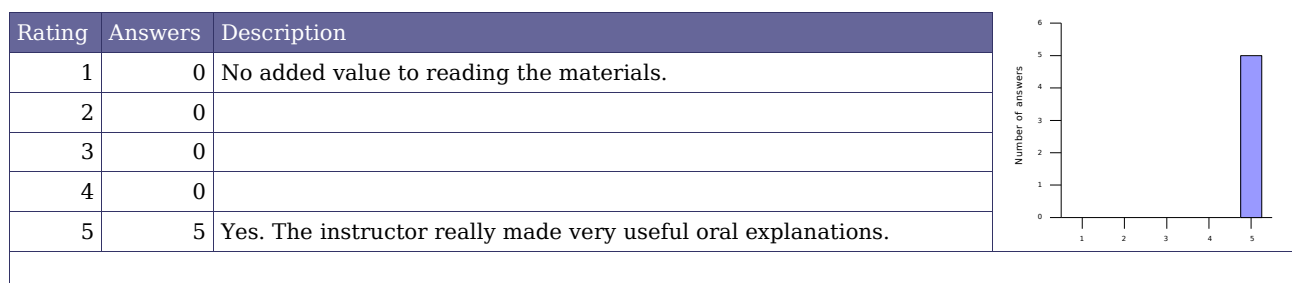 Rating Answers Description
1 0 No added value to reading the materials.
2 0
3 0
4 0
5 5 Yes. The instructor really made very useful oral explanations.
Number of answers
6
5
4
3
2
1
0
1 2 3 4 5